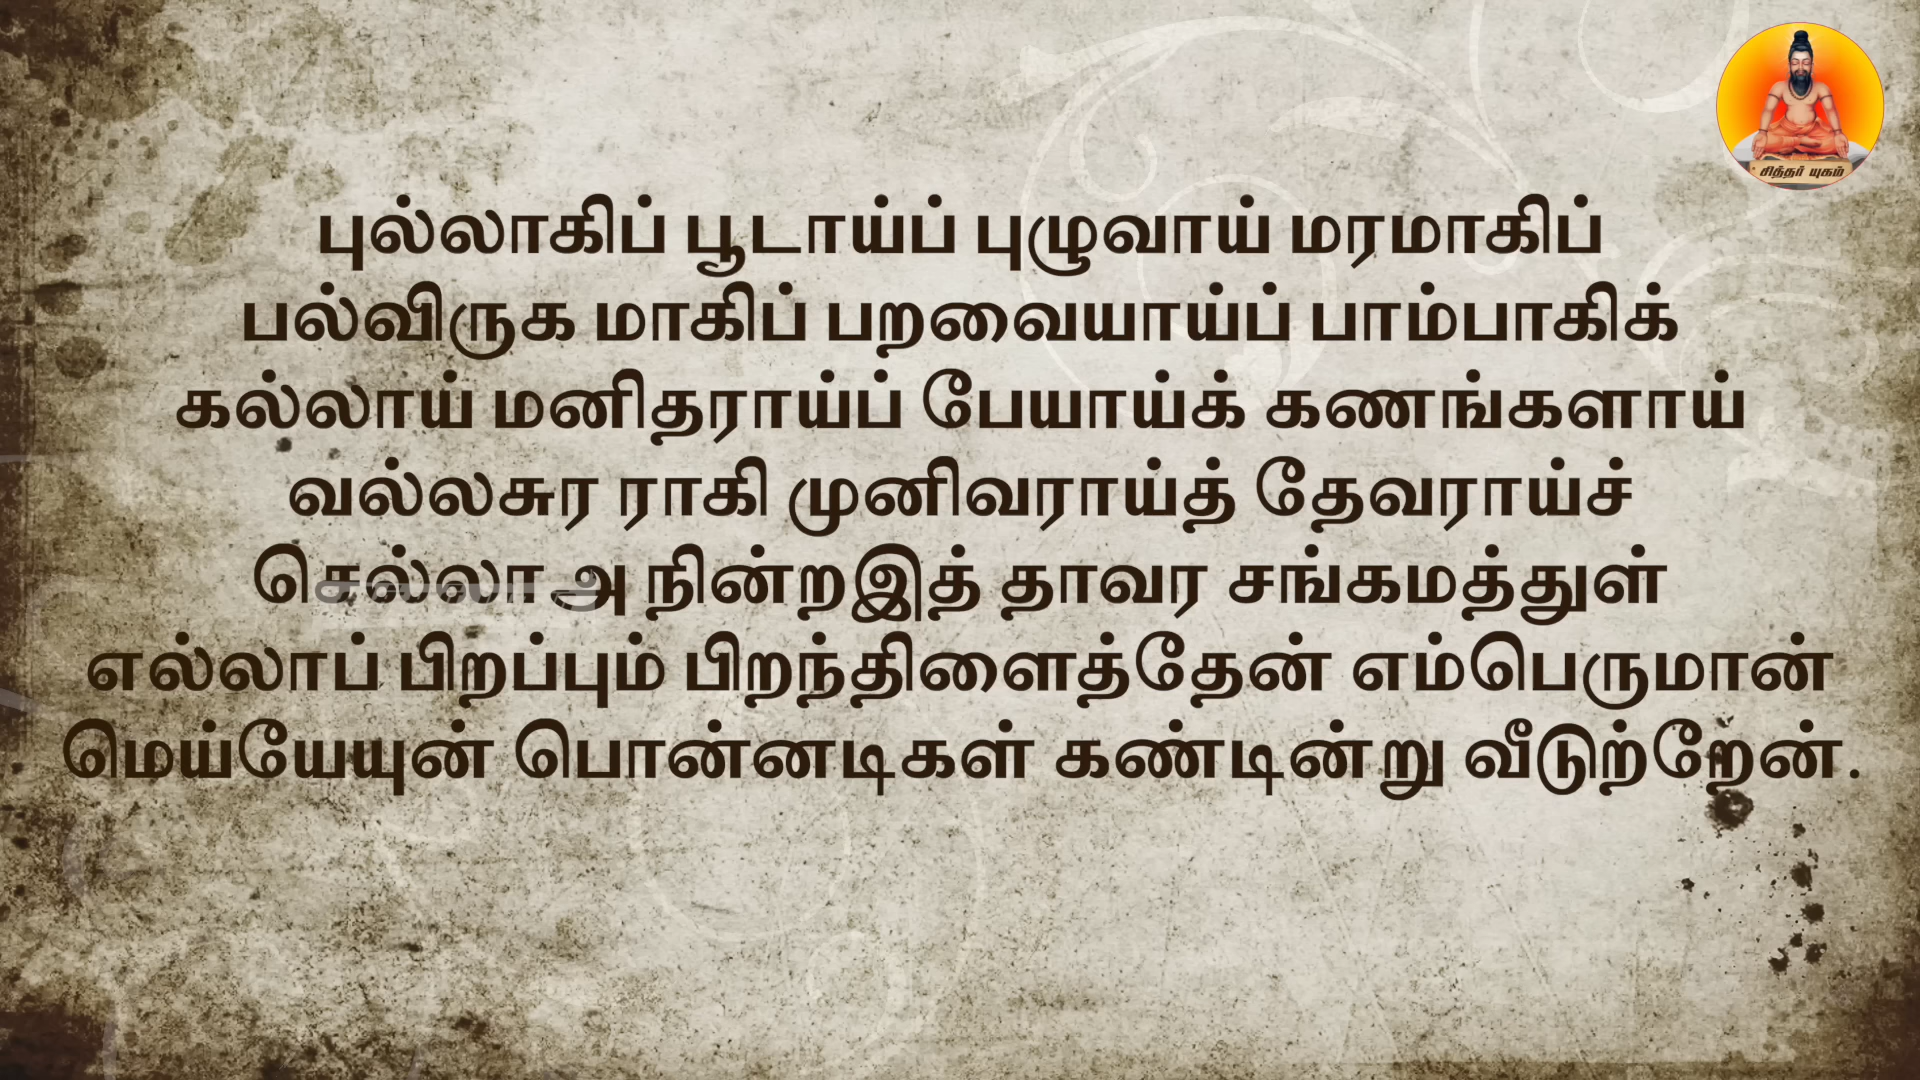 சித்தர் யுகம்
புல்லாகிப் பூடாய்ப் புழுவாய் மரமாகிப்
பல்விருக மாகிப் பறவையாய்ப் பாம்பாகிக்
கல்லாய் மனிதராய்ப் பேயாய்க் கணங்களாய்
வல்லசுர ராகி முனிவராய்த் தேவராய்ச்
செல்லாஅ நின்றஇத் தாவர சங்கமத்துள்
எல்லாப் பிறப்பும் பிறந்திளைத்தேன் எம்பெருமான்
மெய்யேயுன் பொன்னடிகள் கண்டின்று வீடுற்றேன்.